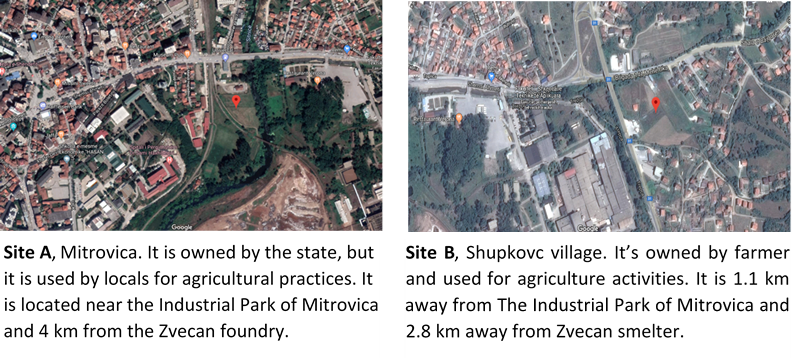 Google
Google
Site A, Mitrovica. It is owned by the state, but
it is used by locals for agricultural practices. It
is located near the Industrial Park of Mitrovica
and 4 km from the Zvecan foundry.
Site B, Shupkovc village. It's owned by farmer
and used for agriculture activities. It is 1.1 km
away from The Industrial Park of Mitrovica and
2.8 km away from Zvecan smelter.